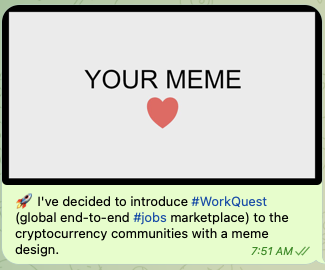 YOUR MEME
🚀 I've decided to introduce #WorkQuest
(global end-to-end #jobs marketplace) to the
cryptocurrency communities with a meme
design.
7:51 AM